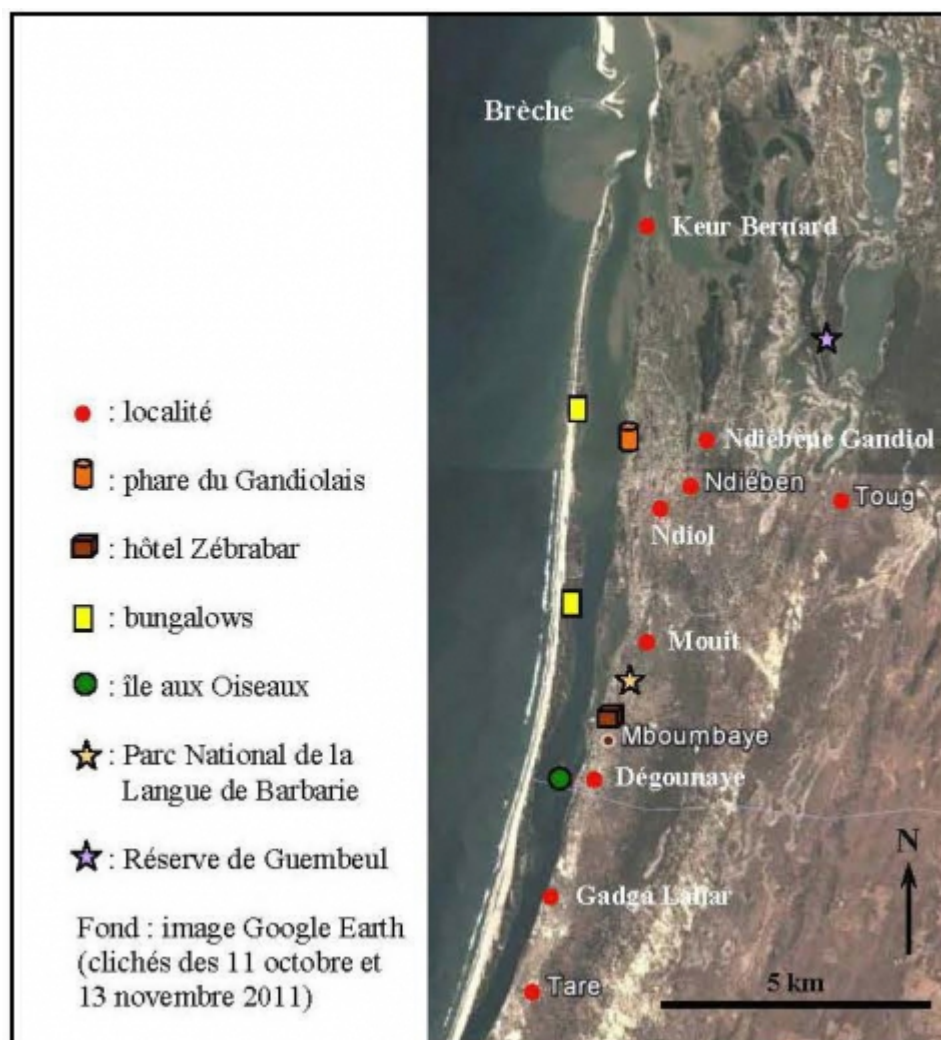 Brèche
Keur Bernard
: localité
Ndiébène Gandiol
: phare du Gandiolais
Ndiében
Toug
Ndiol
: hôtel Zébrabar
: bungalows
Mouit
: île aux Oiseaux
Mboumbaye
: Parc National de la
Langue de Barbarie
Dégounaye
N
: Réserve de Guembeul
Gadga Lahar
Fond : image Google Earth
(clichés des 11 octobre et
13 novembre 2011)
Tare
5 km